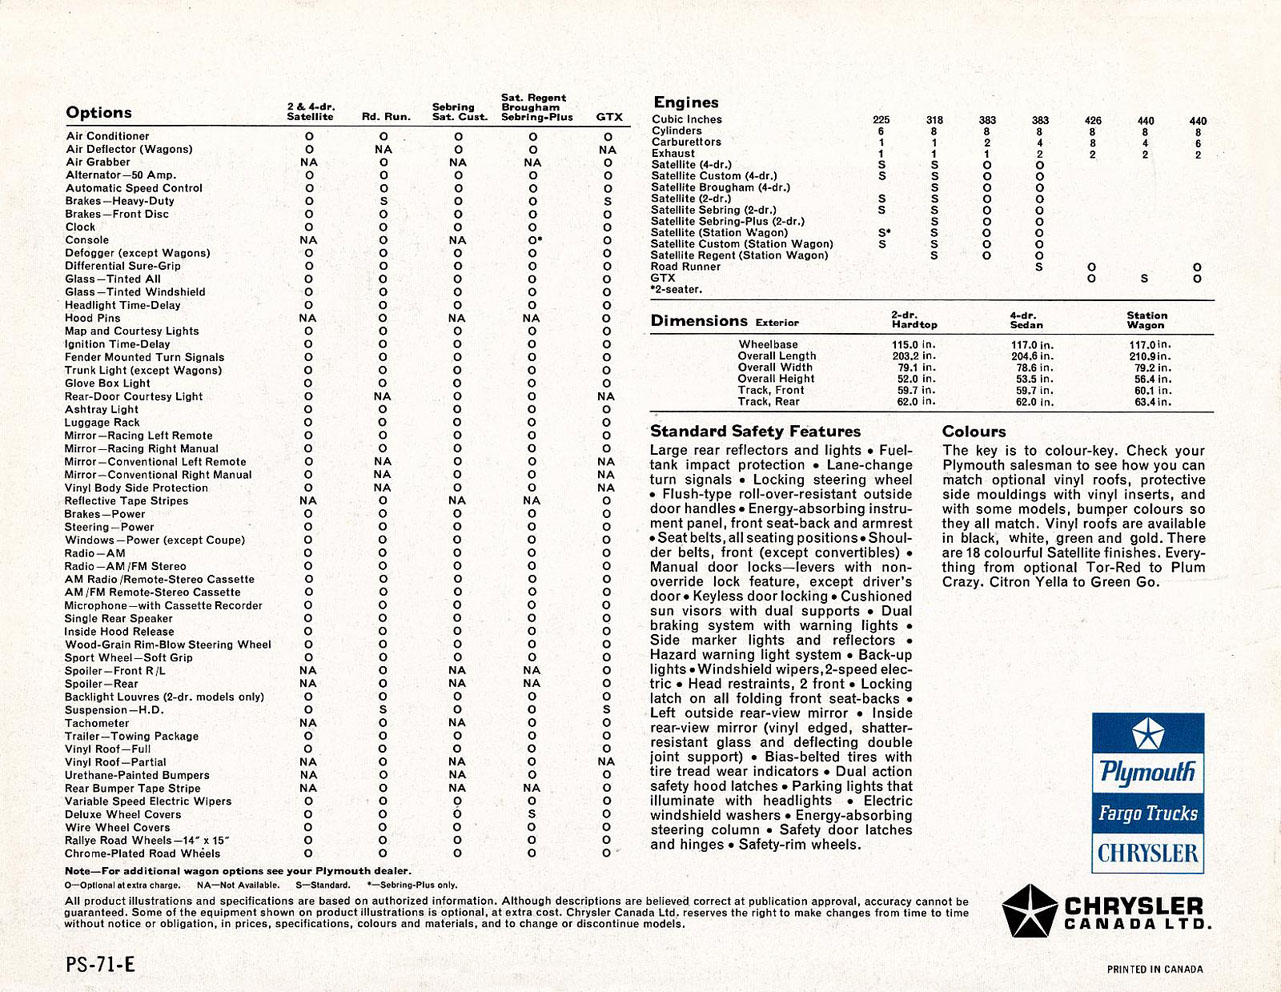 Options 2 & 4-dr. Satellite Rd. Run. Sebring Sat. Cust. Sat. Regent Brougham Sebring-Plus GTX
Air Conditioner O O O O O
Air Deflector (Wagons) O NA O O NA
Air Grabber NA O NA NA O
Alternator—50 Amp. O O O O O
Automatic Speed Control O O O O O
Brakes—Heavy-Duty O S O O S
Brakes—Front Disc O O O O O
Clock O O O O O
Console NA O NA O* O
Defogger (except Wagons) O O O O O
Differential Sure-Grip O O O O O
Glass—Tinted All O O O O O
Glass—Tinted Windshield O O O O O
Headlight Time-Delay O O O O O
Hood Pins NA O NA NA O
Map and Courtesy Lights O O O O O
Ignition Time-Delay O O O O O
Fender Mounted Turn Signals O O O O O
Trunk Light (except Wagons) O O O O O
Glove Box Light O O O O O
Rear-Door Courtesy Light O NA O O NA
Ashtray Light O O O O O
Luggage Rack O O O O O
Mirror—Racing Left Remote O O O O O
Mirror—Racing Right Manual O O O O O
Mirror—Conventional Left Remote O NA O O NA
Mirror—Conventional Right Manual O NA O O NA
Vinyl Body Side Protection O NA O O NA
Reflective Tape Stripes NA O NA NA O
Brakes—Power O O O O O
Steering—Power O O O O O
Windows—Power (except Coupe) O O O O O
Radio—AM O O O O O
Radio—AM/FM Stereo O O O O O
AM Radio/Remote-Stereo Cassette O O O O O
AM/FM Remote-Stereo Cassette O O O O O
Microphone—with Cassette Recorder O O O O O
Single Rear Speaker O O O O O
Inside Hood Release O O O O O
Wood-Grain Rim-Blow Steering Wheel O O O O O
Sport Wheel—Soft Grip O O O O O
Spoiler—Front R/L NA O NA NA O
Spoiler—Rear NA O NA NA O
Backlight Louvres (2-dr. models only) O O O O O
Suspension—H.D. O S O O S
Tachometer NA O NA O O
Trailer—Towing Package O O O O O
Vinyl Roof—Full O O O O O
Vinyl Roof—Partial NA O NA O NA
Urethane-Painted Bumpers NA O NA O O
Rear Bumper Tape Stripe NA O NA NA O
Variable Speed Electric Wipers O O O O O
Deluxe Wheel Covers O O O S O
Wire Wheel Covers O O O O O
Rallye Road Wheels—14" x 15" O O O O O
Chrome-Plated Road Wheels O O O O O
Note—For additional wagon options see your Plymouth dealer.
O—Optional at extra charge. NA—Not Available. S—Standard. *—Sebring-Plus only.
Engines
Cubic Inches 225 318 383 383 426 440 440
Cylinders 6 8 8 8 8 8 8
Carburettors 1 1 2 4 8 4 6
Exhaust 1 1 1 2 2 2 2
Satellite (4-dr.) S S O O
Satellite Custom (4-dr.) S S O O
Satellite Brougham (4-dr.) S O O
Satellite (2-dr.) S S O O
Satellite Sebring (2-dr.) S S O O
Satellite Sebring-Plus (2-dr.) S O O
Satellite (Station Wagon) S* S O O
Satellite Custom (Station Wagon) S S O O
Satellite Regent (Station Wagon) S O O
Road Runner S O O
GTX O S O
*2-seater.
Dimensions Exterior 2-dr. Hardtop 4-dr. Sedan Station Wagon
Wheelbase 115.0 in. 117.0 in. 117.0 in.
Overall Length 203.2 in. 204.6 in. 210.9 in.
Overall Width 79.1 in. 78.6 in. 79.2 in.
Overall Height 52.0 in. 53.5 in. 56.4 in.
Track, Front 59.7 in. 59.7 in. 60.1 in.
Track, Rear 62.0 in. 62.0 in. 63.4 in.
Standard Safety Features
Large rear reflectors and lights • Fuel-
tank impact protection • Lane-change
turn signals • Locking steering wheel
• Flush-type roll-over-resistant outside
door handles • Energy-absorbing instru-
ment panel, front seat-back and armrest
• Seat belts, all seating positions • Shoul-
der belts, front (except convertibles) •
Manual door locks—levers with non-
override lock feature, except driver's
door • Keyless door locking • Cushioned
sun visors with dual supports • Dual
braking system with warning lights •
Side marker lights and reflectors •
Hazard warning light system • Back-up
lights • Windshield wipers, 2-speed elec-
tric • Head restraints, 2 front • Locking
latch on all folding front seat-backs •
Left outside rear-view mirror • Inside
rear-view mirror (vinyl edged, shatter-
resistant glass and deflecting double
joint support) • Bias-belted tires with
tire tread wear indicators • Dual action
safety hood latches • Parking lights that
illuminate with headlights • Electric
windshield washers • Energy-absorbing
steering column • Safety door latches
and hinges • Safety-rim wheels.
Colours
The key is to colour-key. Check your
Plymouth salesman to see how you can
match optional vinyl roofs, protective
side mouldings with vinyl inserts, and
with some models, bumper colours so
they all match. Vinyl roofs are available
in black, white, green and gold. There
are 18 colourful Satellite finishes. Every-
thing from optional Tor-Red to Plum
Crazy. Citron Yella to Green Go.
Plymouth
Fargo Trucks
CHRYSLER
All product illustrations and specifications are based on authorized information. Although descriptions are believed correct at publication approval, accuracy cannot be
guaranteed. Some of the equipment shown on product illustrations is optional, at extra cost. Chrysler Canada Ltd. reserves the right to make changes from time to time
without notice or obligation, in prices, specifications, colours and materials, and to change or discontinue models.
CHRYSLER
CANADA LTD.
PS-71-E
PRINTED IN CANADA